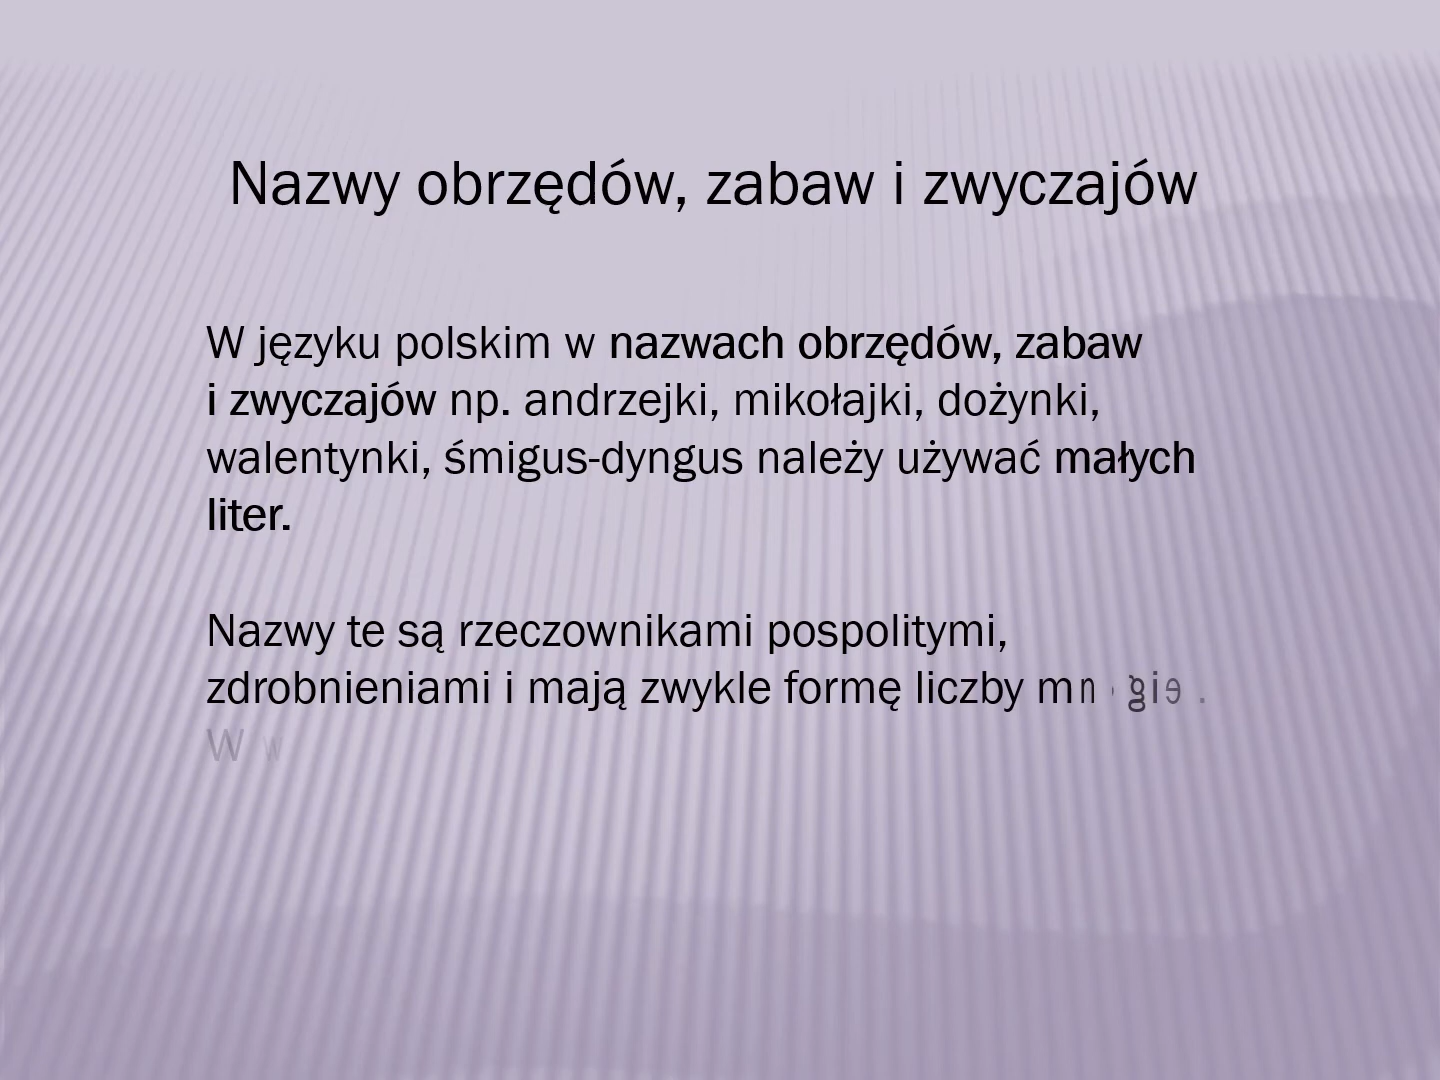 Nazwy obrzędów, zabaw i zwyczajów
W języku polskim w nazwach obrzędów, zabaw
i zwyczajów np. andrzejki, mikołajki, dożynki,
walentynki, śmigus-dyngus należy używać małych
liter.
Nazwy te są rzeczownikami pospolitymi,
zdrobnieniami i mają zwykle formę liczby
W